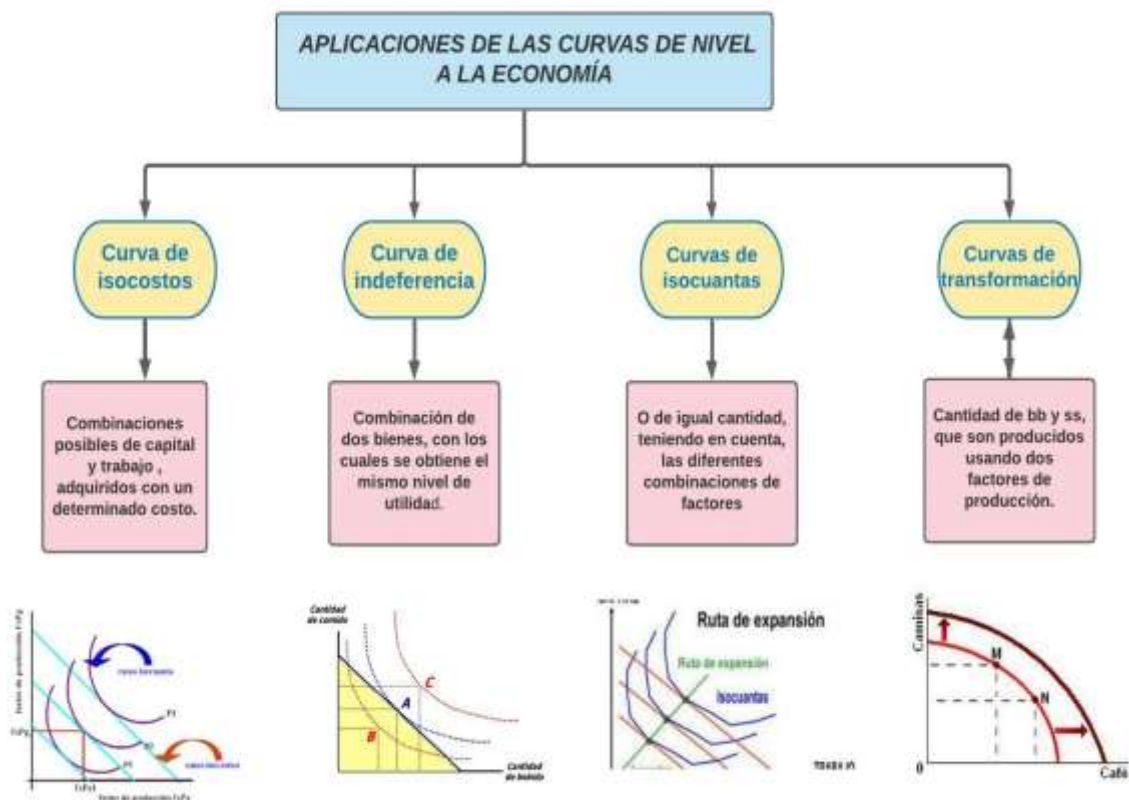 APLICACIONES DE LAS CURVAS DE NIVEL
A LA ECONOMÍA
Curva de
isocostos
Curva de
indeferencia
Curvas de
isocuantas
Curvas de
transformación
Combinaciones
posibles de capital
y trabajo ,
adquiridos con un
determinado costo.
Combinación de
dos bienes, con los
cuales se obtiene el
mismo nivel de
utilidad.
O de igual cantidad,
teniendo en cuenta,
las diferentes
combinaciones de
factores
Cantidad de bb y ss,
que son producidos
usando dos
factores de
producción.
Cantidad
de comida
C
A
B
Cantidad
de bebida
Ruta de expansión
Ruta de expansión
Isocuantas
Camisas
M
N
0
Café